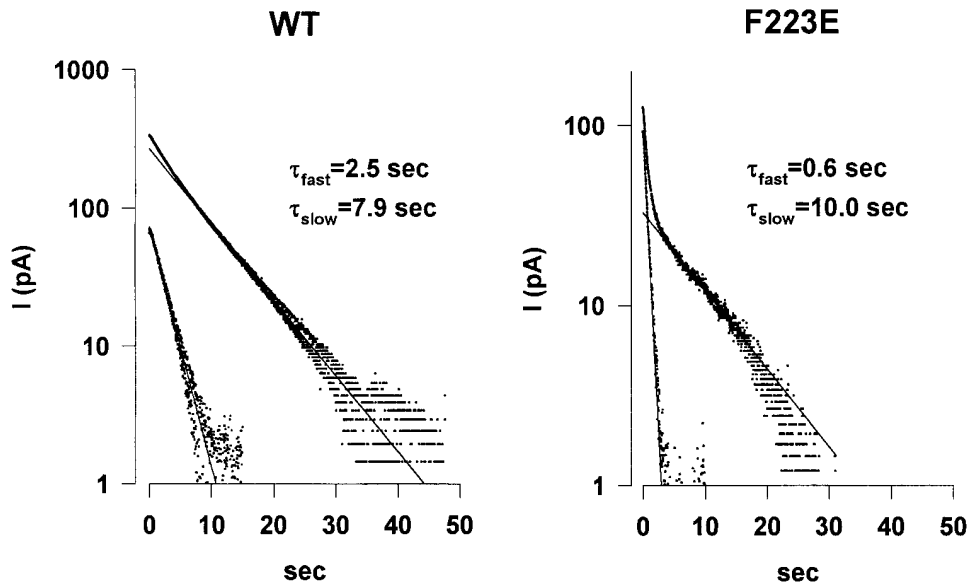 WT
1000
100
10
1
I (pA)
τfast=2.5 sec
τslow=7.9 sec
0 10 20 30 40 50
sec
F223E
100
10
1
I (pA)
τfast=0.6 sec
τslow=10.0 sec
0 10 20 30 40 50
sec